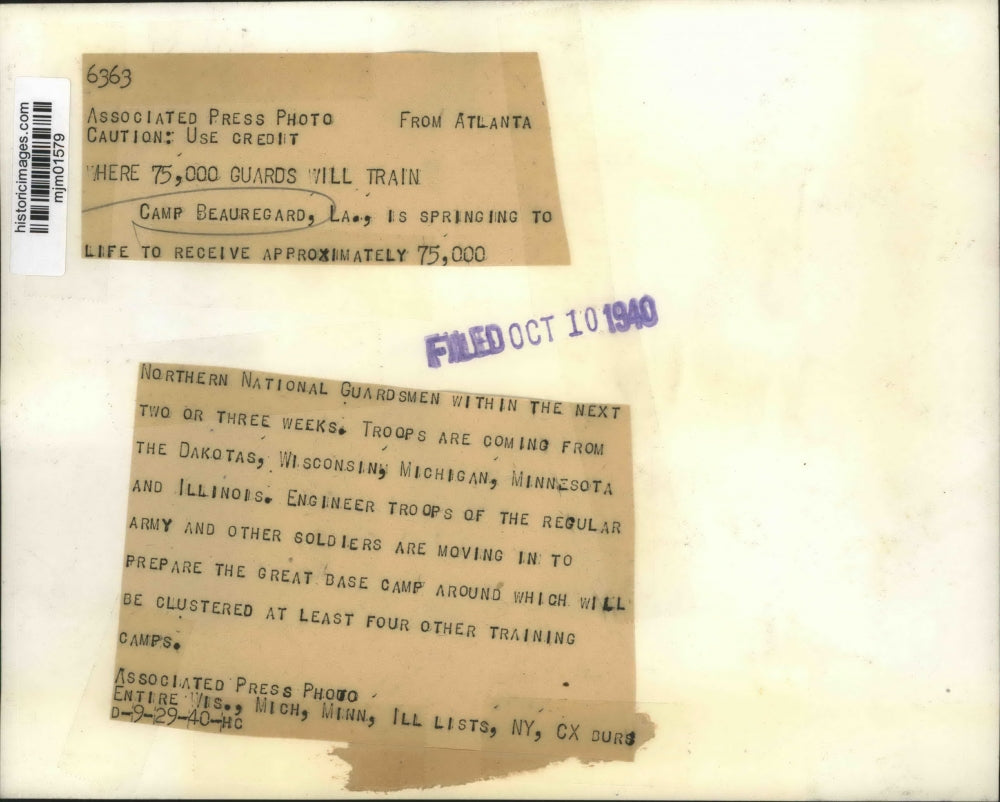 historicimages.com
mjm01579
6363
ASSOCIATED PRESS PHOTO FROM ATLANTA
CAUTION: USE CREDIT
WHERE 75,000 GUARDS WILL TRAIN
CAMP BEAUREGARD, LA., IS SPRINGING TO
LIFE TO RECEIVE APPROXIMATELY 75,000
FILED OCT 10 1940
NORTHERN NATIONAL GUARDSMEN WITHIN THE NEXT
TWO OR THREE WEEKS. TROOPS ARE COMING FROM
THE DAKOTAS, WISCONSIN, MICHIGAN, MINNESOTA
AND ILLINOIS. ENGINEER TROOPS OF THE REGULAR
ARMY AND OTHER SOLDIERS ARE MOVING IN TO
PREPARE THE GREAT BASE CAMP AROUND WHICH WILL
BE CLUSTERED AT LEAST FOUR OTHER TRAINING
CAMPS.
ASSOCIATED PRESS PHOTO
ENTIRE WIS., MICH, MINN, ILL LISTS, NY, CX BURS
D-9-29-40-HC